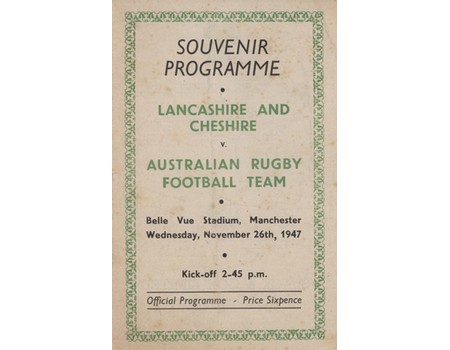 SOUVENIR
PROGRAMME
•
LANCASHIRE AND
CHESHIRE
v.
AUSTRALIAN RUGBY
FOOTBALL TEAM
•
Belle Vue Stadium, Manchester
Wednesday, November 26th, 1947
•
Kick-off 2-45 p.m.
Official Programme - Price Sixpence